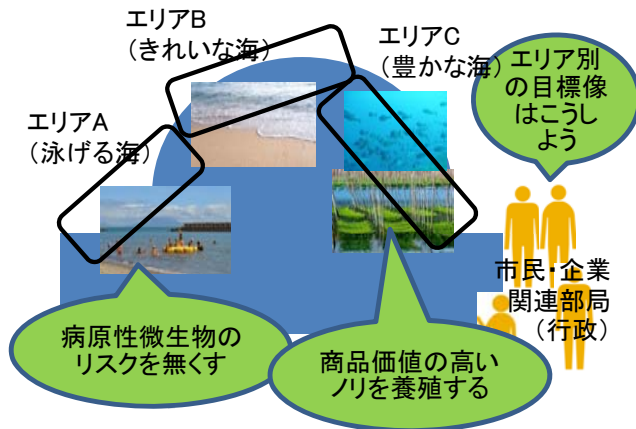 エリアB
（きれいな海）
エリアC
（豊かな海）
エリア別
の目標像
はこうし
よう
エリアA
（泳げる海）
市民・企業
関連部局
（行政）
病原性微生物の
リスクを無くす
商品価値の高い
ノリを養殖する